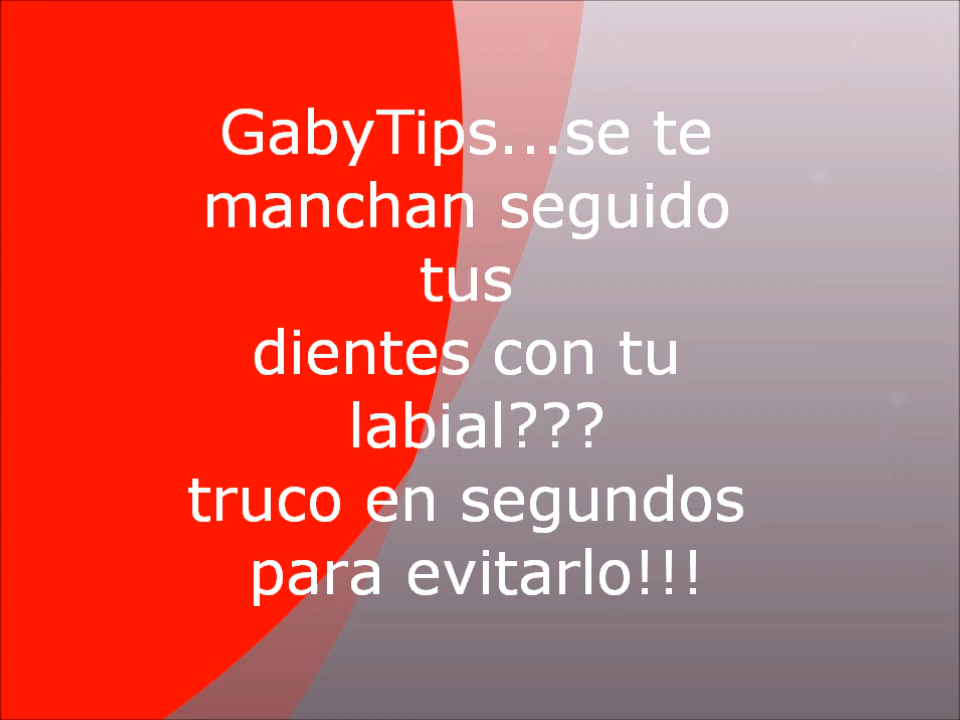 GabyTips...se te
manchan seguido
tus
dientes con tu
labial???
truco en segundos
para evitarlo!!!